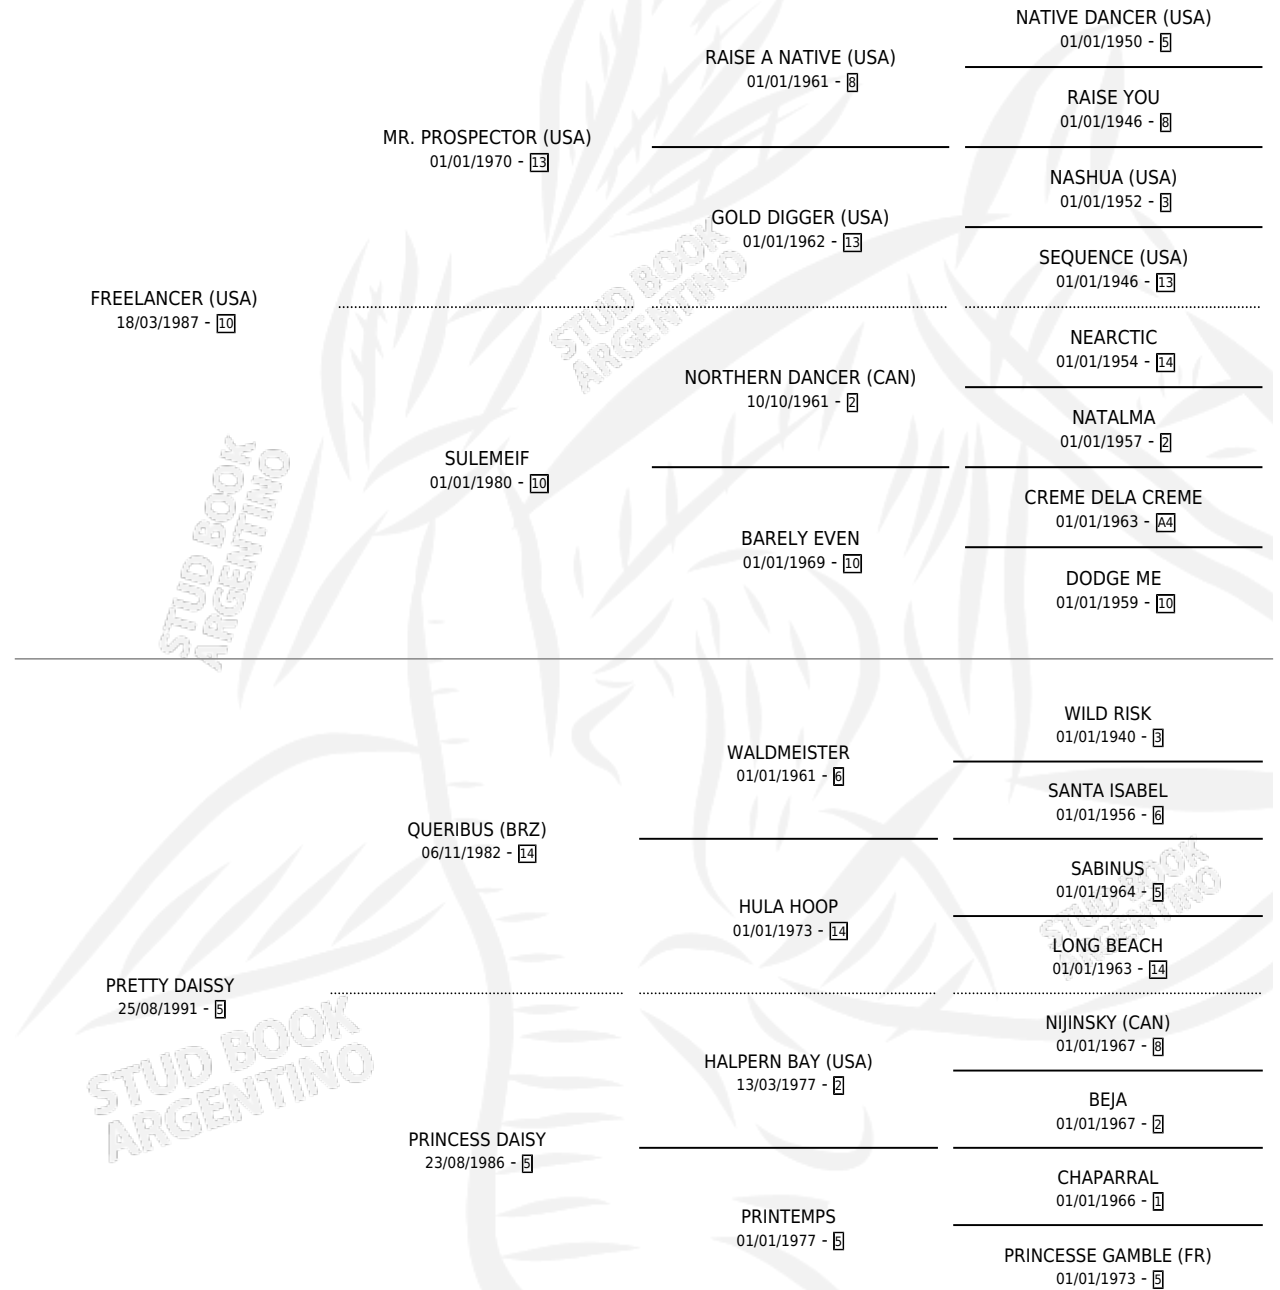 NATIVE DANCER (USA)
01/01/1950 - 5
RAISE A NATIVE (USA)
01/01/1961 - 8
RAISE YOU
01/01/1946 - 8
MR. PROSPECTOR (USA)
01/01/1970 - 13
NASHUA (USA)
01/01/1952 - 3
GOLD DIGGER (USA)
01/01/1962 - 13
SEQUENCE (USA)
01/01/1946 - 13
FREELANCER (USA)
18/03/1987 - 10
NEARCTIC
01/01/1954 - 14
NORTHERN DANCER (CAN)
10/10/1961 - 2
NATALMA
01/01/1957 - 2
SULEMEIF
01/01/1980 - 10
CREME DELA CREME
01/01/1963 - A4
BARELY EVEN
01/01/1969 - 10
DODGE ME
01/01/1959 - 10
WILD RISK
01/01/1940 - 3
WALDMEISTER
01/01/1961 - 6
SANTA ISABEL
01/01/1956 - 6
QUERIBUS (BRZ)
06/11/1982 - 14
SABINUS
01/01/1964 - 5
HULA HOOP
01/01/1973 - 14
LONG BEACH
01/01/1963 - 14
PRETTY DAISSY
25/08/1991 - 5
NIJINSKY (CAN)
01/01/1967 - 8
HALPERN BAY (USA)
13/03/1977 - 2
BEJA
01/01/1967 - 2
PRINCESS DAISY
23/08/1986 - 5
CHAPARRAL
01/01/1966 - 1
PRINTEMPS
01/01/1977 - 5
PRINCESSE GAMBLE (FR)
01/01/1973 - 5
STUD BOOK
ARGENTINO
STUD BOOK
ARGENTINO
STUD BOOK
ARGENTINO
STUD BOOK
ARGENTINO